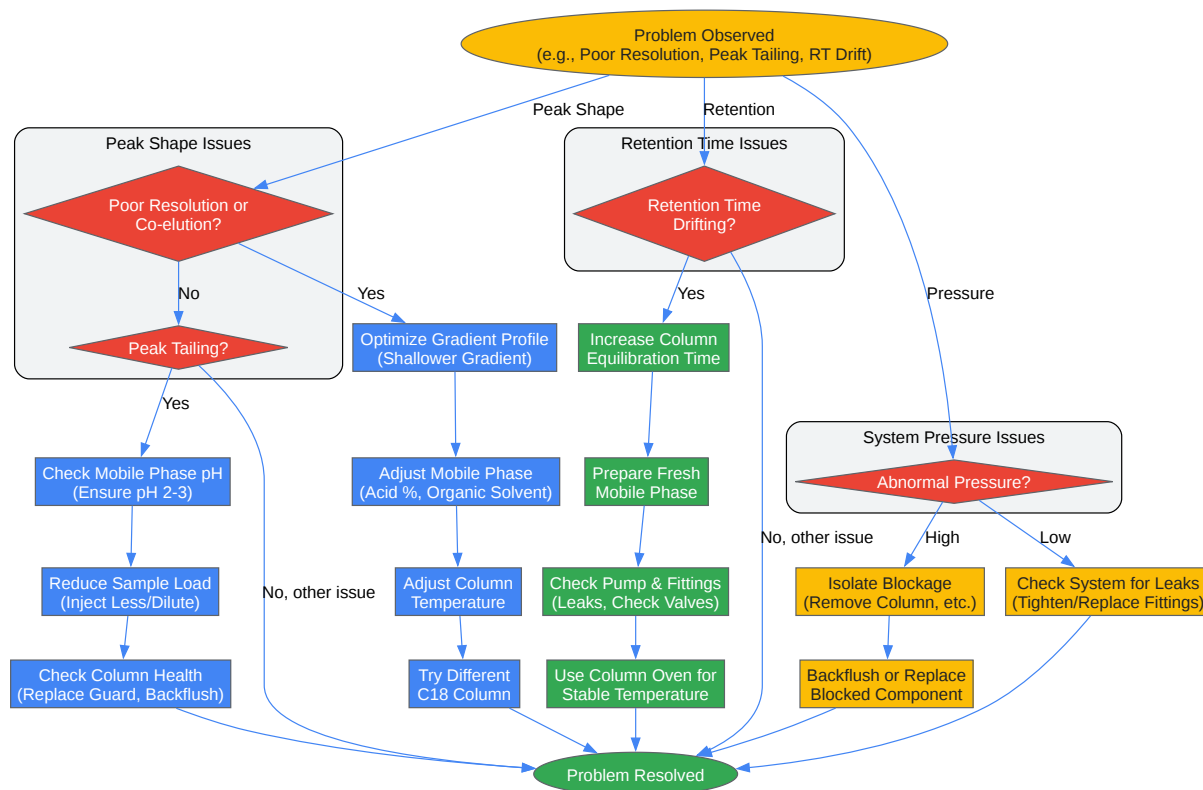 Problem Observed
(e.g., Poor Resolution, Peak Tailing, RT Drift)
Peak Shape
Retention
Pressure
Peak Shape Issues
Poor Resolution or
Co-elution?
No
Yes
Peak Tailing?
Yes
Retention Time Issues
Retention Time
Drifting?
Yes
No, other issue
Optimize Gradient Profile
(Shallower Gradient)
Increase Column
Equilibration Time
System Pressure Issues
Abnormal Pressure?
High
Low
Check Mobile Phase pH
(Ensure pH 2-3)
Adjust Mobile Phase
(Acid %, Organic Solvent)
Prepare Fresh
Mobile Phase
Reduce Sample Load
(Inject Less/Dilute)
No, other issue
Adjust Column
Temperature
Check Pump & Fittings
(Leaks, Check Valves)
Isolate Blockage
(Remove Column, etc.)
Check System for Leaks
(Tighten/Replace Fittings)
Check Column Health
(Replace Guard, Backflush)
Try Different
C18 Column
Use Column Oven for
Stable Temperature
Backflush or Replace
Blocked Component
Problem Resolved